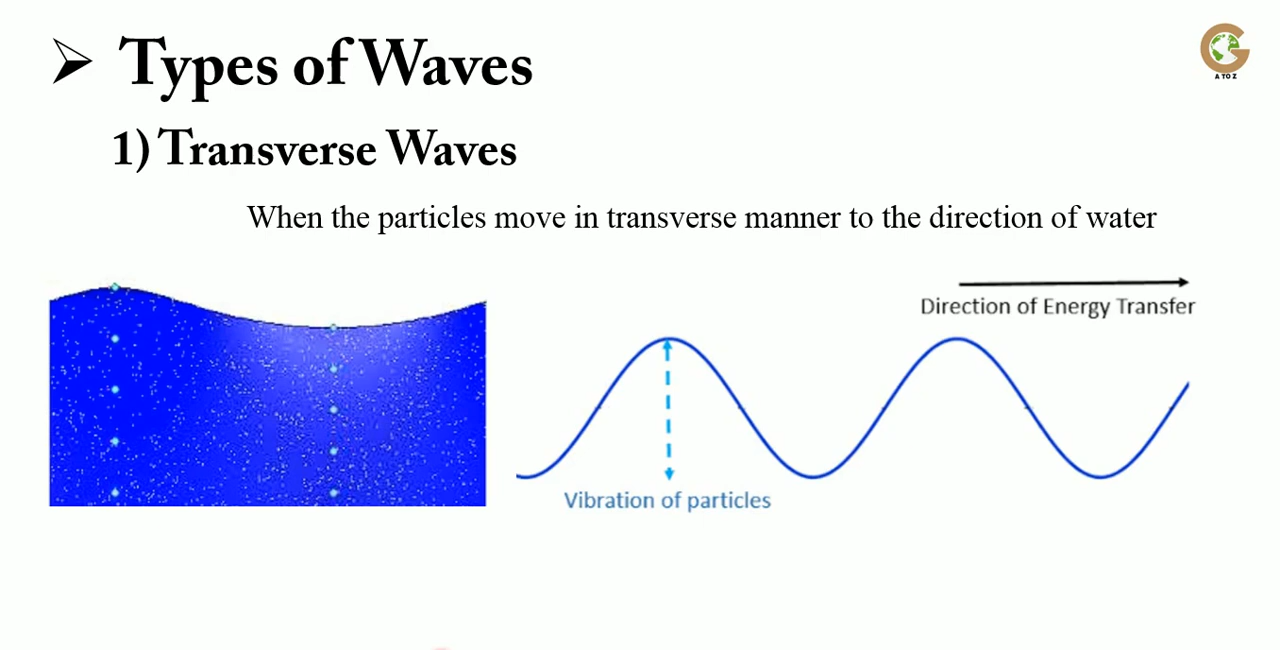 Types of Waves
A TO Z
1) Transverse Waves
When the particles move in transverse manner to the direction of water
Direction of Energy Transfer
Vibration of particles